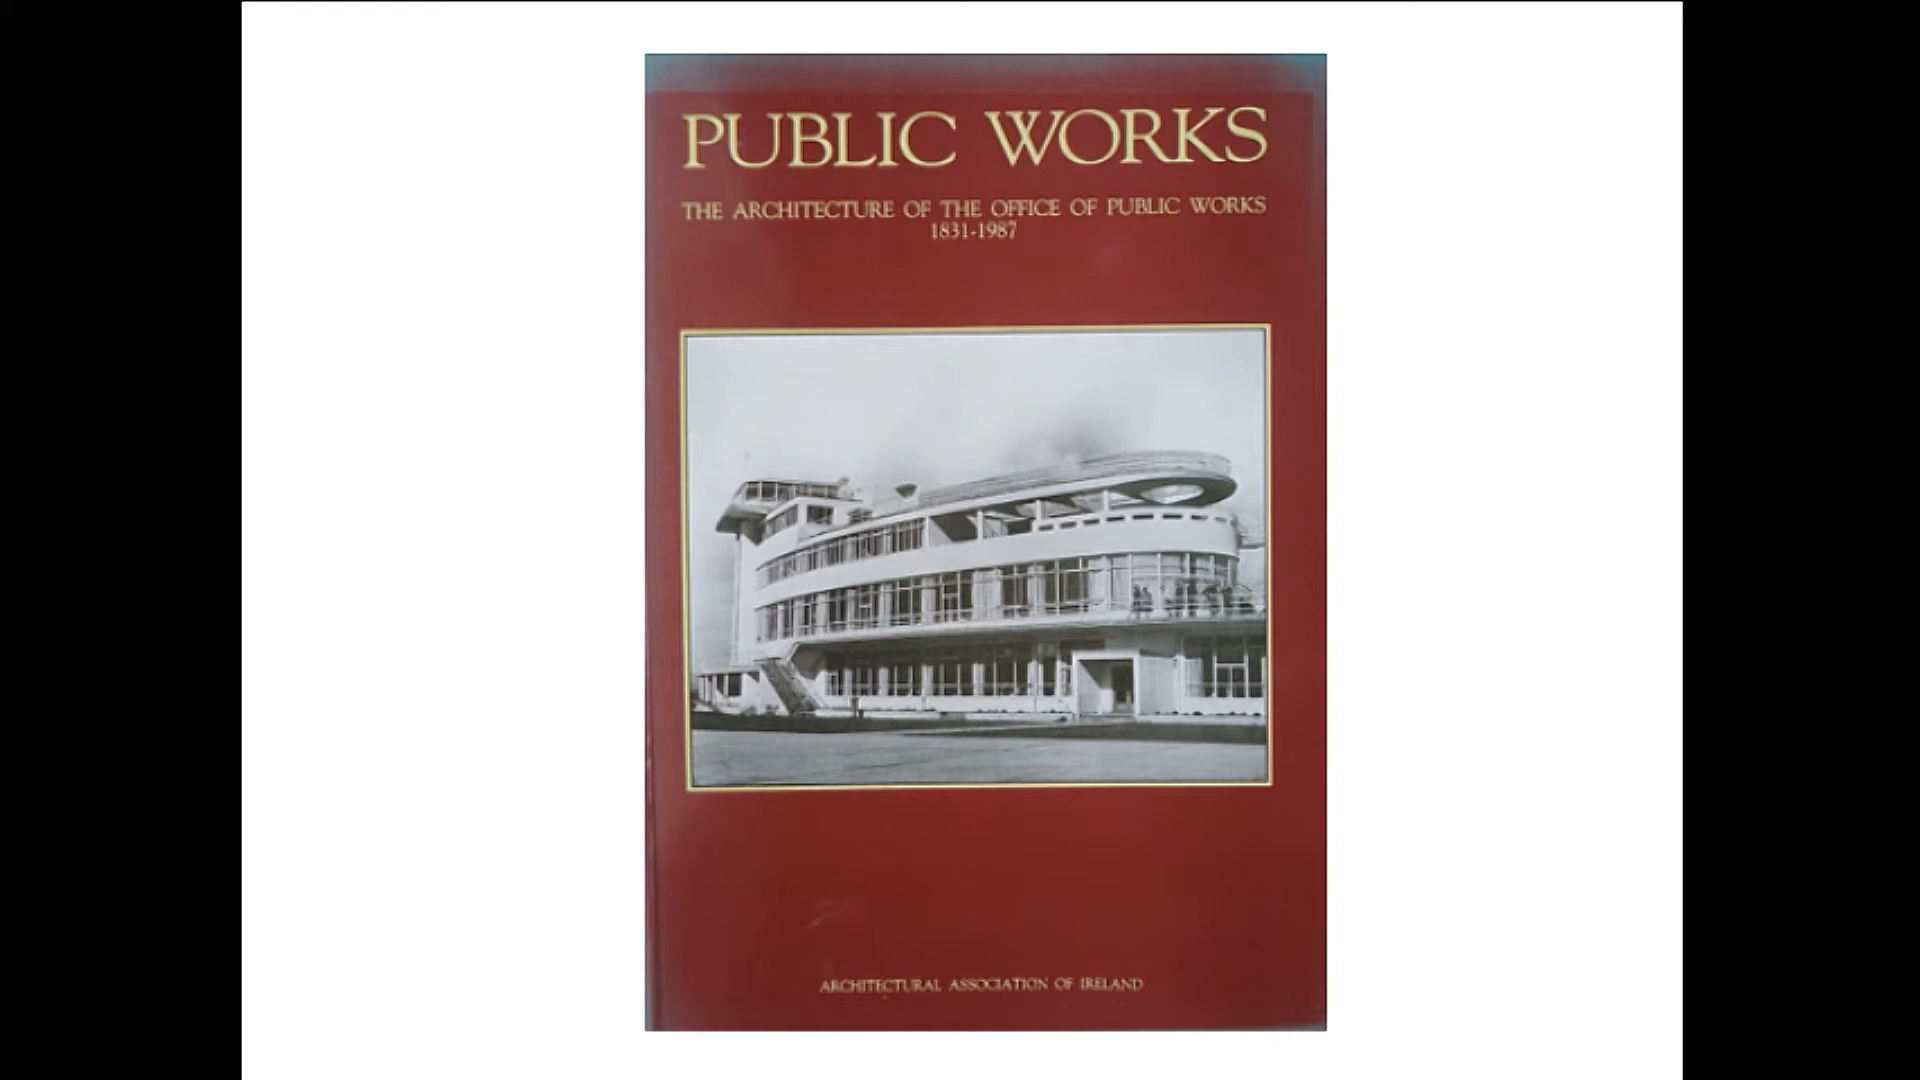 PUBLIC WORKS
THE ARCHITECTURE OF THE OFFICE OF PUBLIC WORKS
1831-1987
ARCHITECTURAL ASSOCIATION OF IRELAND